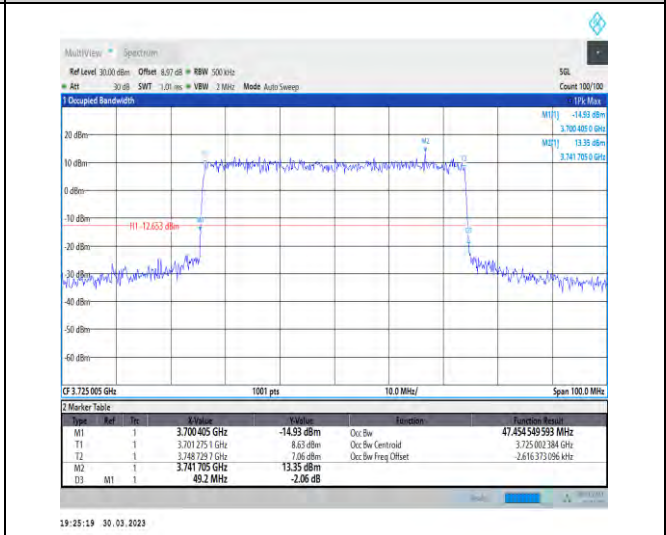 MultiView Spectrum
Ref Level 30.00 dBm Offset 8.97 dB RBW 500 kHz SGL
Att 30 dB SWT 1.01 ms VBW 2 MHz Mode Auto Sweep Count 100/100
1 Occupied Bandwidth 1Pk Max
M1[1] -14.93 dBm
3.700 405 0 GHz
M2[1] 13.35 dBm
3.741 705 0 GHz
20 dBm
M2
T1
T2
10 dBm
0 dBm
-10 dBm
H1 -12.653 dBm
-20 dBm
-30 dBm
-40 dBm
-50 dBm
-60 dBm
CF 3.725 005 GHz 1001 pts 10.0 MHz/ Span 100.0 MHz
2 Marker Table
Type Ref Trc X-Value Y-Value Function Function Result
M1 1 3.700 405 GHz -14.93 dBm Occ Bw 47.454 549 593 MHz
T1 1 3.701 275 1 GHz 8.63 dBm Occ Bw Centroid 3.725 002 384 GHz
T2 1 3.748 729 7 GHz 7.06 dBm Occ Bw Freq Offset -2.616 373 096 kHz
M2 1 3.741 705 GHz 13.35 dBm
D3 M1 1 49.2 MHz -2.06 dB
19:25:19 30.03.2023